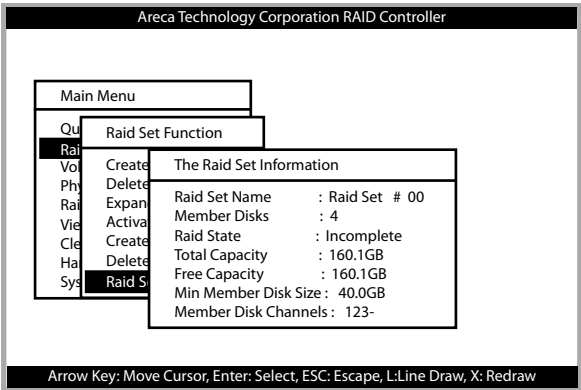 Areca Technology Corporation RAID Controller
Main Menu
Qu
Rai
Vol
Phy
Rai
Vie
Cle
Ha
Sys
Raid Set Function
Create
Delete
Expan
Activa
Create
Delete
Raid S
The Raid Set Information
Raid Set Name : Raid Set # 00
Member Disks : 4
Raid State : Incomplete
Total Capacity : 160.1GB
Free Capacity : 160.1GB
Min Member Disk Size : 40.0GB
Member Disk Channels : 123-
Arrow Key: Move Cursor, Enter: Select, ESC: Escape, L:Line Draw, X: Redraw